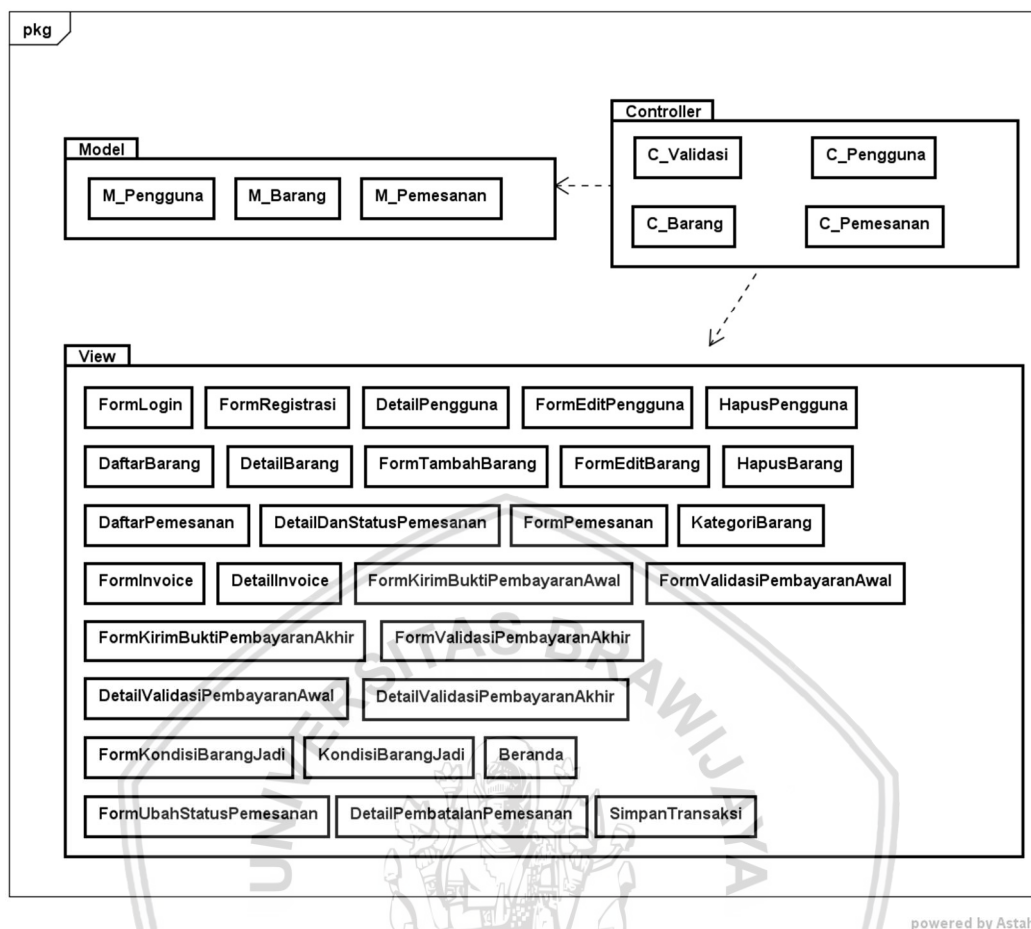 pkg
Controller
C_Validasi
C_Pengguna
C_Barang
C_Pemesanan
Model
M_Pengguna
M_Barang
M_Pemesanan
View
FormLogin
FormRegistrasi
DetailPengguna
FormEditPengguna
HapusPengguna
DaftarBarang
DetailBarang
FormTambahBarang
FormEditBarang
HapusBarang
DaftarPemesanan
DetailDanStatusPemesanan
FormPemesanan
KategoriBarang
FormInvoice
DetailInvoice
FormKirimBuktiPembayaranAwal
FormValidasiPembayaranAwal
FormKirimBuktiPembayaranAkhir
FormValidasiPembayaranAkhir
DetailValidasiPembayaranAwal
DetailValidasiPembayaranAkhir
FormKondisiBarangJadi
KondisiBarangJadi
Beranda
FormUbahStatusPemesanan
DetailPembatalanPemesanan
SimpanTransaksi
UNIVERSITAS BRAWIJAYA
powered by Astah